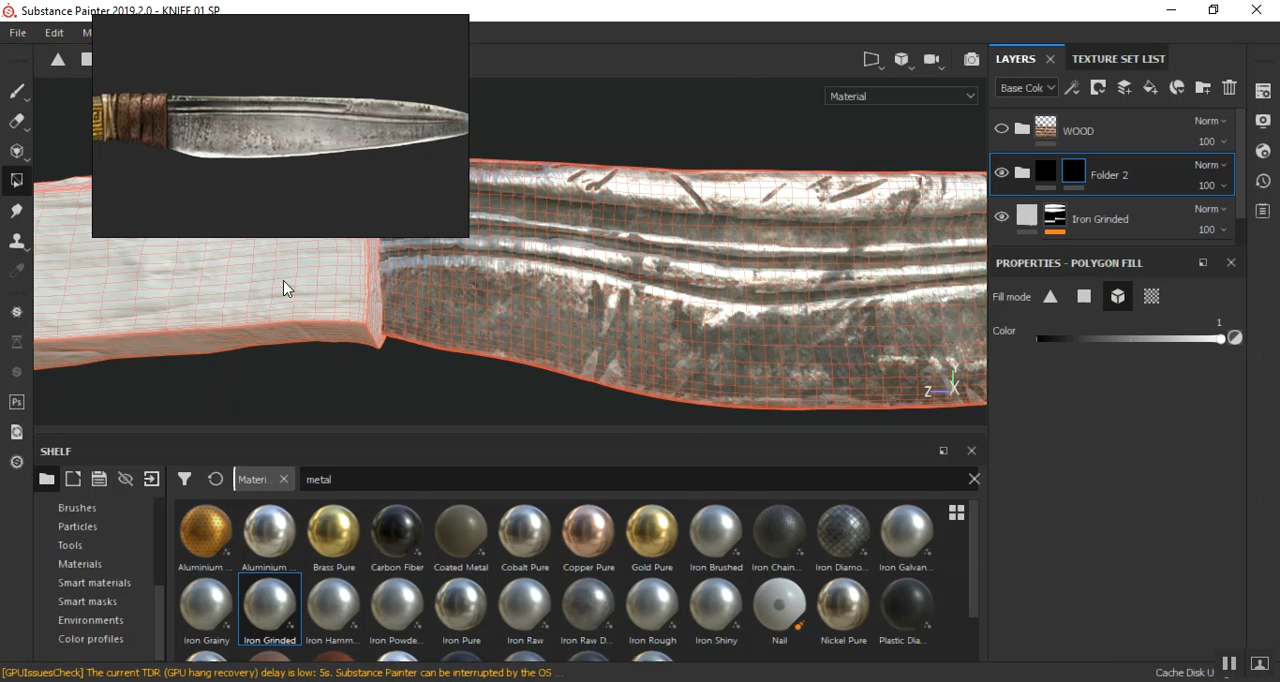 Substance Painter 2019.2.0 - KNIFE 01.SP
File Edit M
Material
LAYERS TEXTURE SET LIST
Base Col
Norm
WOOD
100
Norm
Folder 2
100
Norm
Iron Grinded
100
PROPERTIES - POLYGON FILL
Fill mode
Color 1
Y
Z X
SHELF
Ps
Materi... metal
Brushes
Particles
Tools
Materials
Smart materials
Smart masks
Environments
Color profiles
Aluminium ... Aluminium ... Brass Pure Carbon Fiber Coated Metal Cobalt Pure Copper Pure Gold Pure Iron Brushed Iron Chain... Iron Diamo... Iron Galvan...
Iron Grainy Iron Grinded Iron Hamm... Iron Powde... Iron Pure Iron Raw Iron Raw D... Iron Rough Iron Shiny Nail Nickel Pure Plastic Dia...
[GPUIssuesCheck] The current TDR (GPU hang recovery) delay is low: 5s. Substance Painter can be interrupted by the OS ...
Cache Disk U